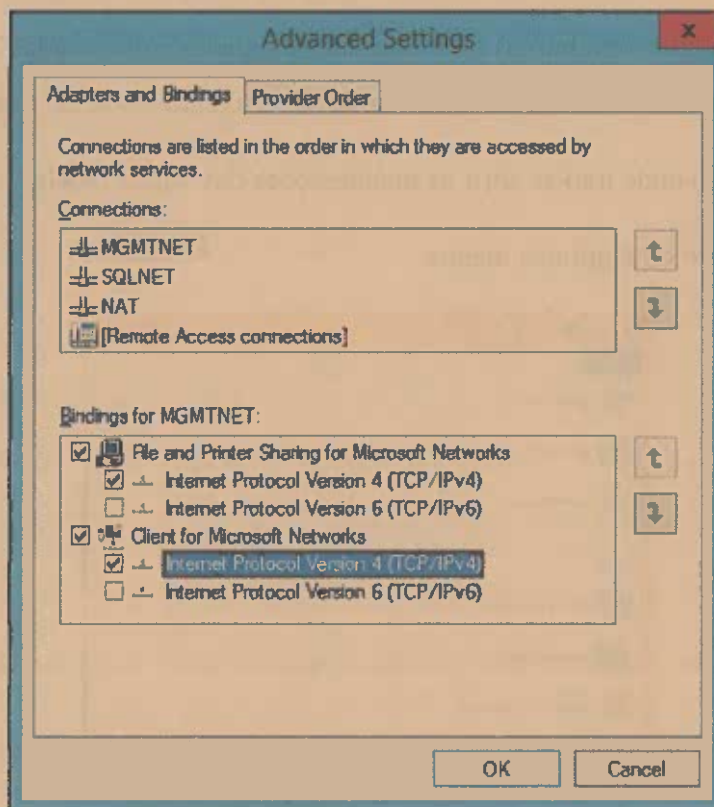 Advanced Settings
x
Adapters and Bindings
Provider Order
Connections are listed in the order in which they are accessed by
network services.
Connections:
MGMTNET
SQLNET
NAT
[Remote Access connections]
Bindings for MGMTNET:
File and Printer Sharing for Microsoft Networks
Internet Protocol Version 4 (TCP/IPv4)
Internet Protocol Version 6 (TCP/IPv6)
Client for Microsoft Networks
Internet Protocol Version 4 (TCP/IPv4)
Internet Protocol Version 6 (TCP/IPv6)
OK
Cancel